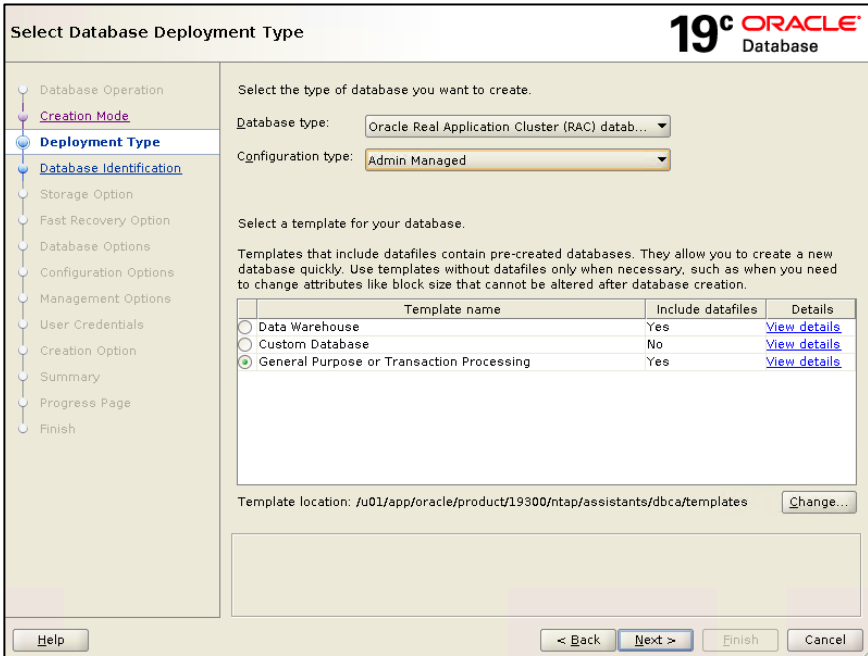 Select Database Deployment Type
19c ORACLE
Database
Database Operation
Creation Mode
Deployment Type
Database Identification
Storage Option
Fast Recovery Option
Database Options
Configuration Options
Management Options
User Credentials
Creation Option
Summary
Progress Page
Finish
Select the type of database you want to create.
Database type: Oracle Real Application Cluster (RAC) datab...
Configuration type: Admin Managed
Select a template for your database.
Templates that include datafiles contain pre-created databases. They allow you to create a new
database quickly. Use templates without datafiles only when necessary, such as when you need
to change attributes like block size that cannot be altered after database creation.
Template name Include datafiles Details
Data Warehouse Yes View details
Custom Database No View details
General Purpose or Transaction Processing Yes View details
Template location: /u01/app/oracle/product/19300/ntap/assistants/dbca/templates Change...
Help < Back Next > Finish Cancel